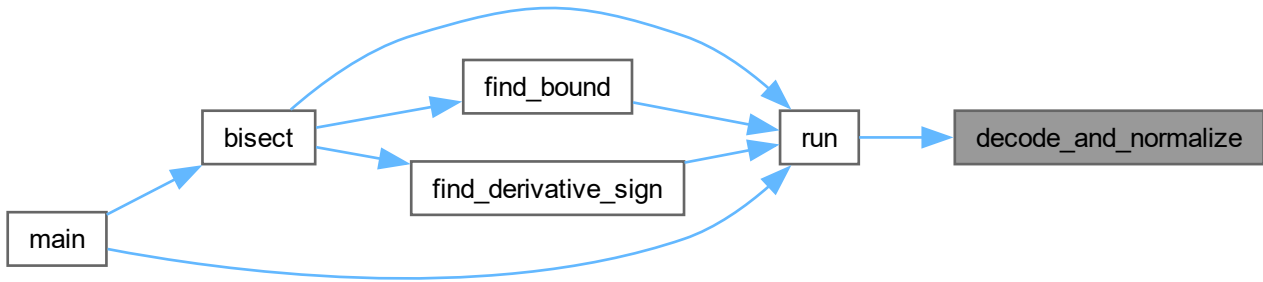 find_bound
bisect
run
decode_and_normalize
find_derivative_sign
main